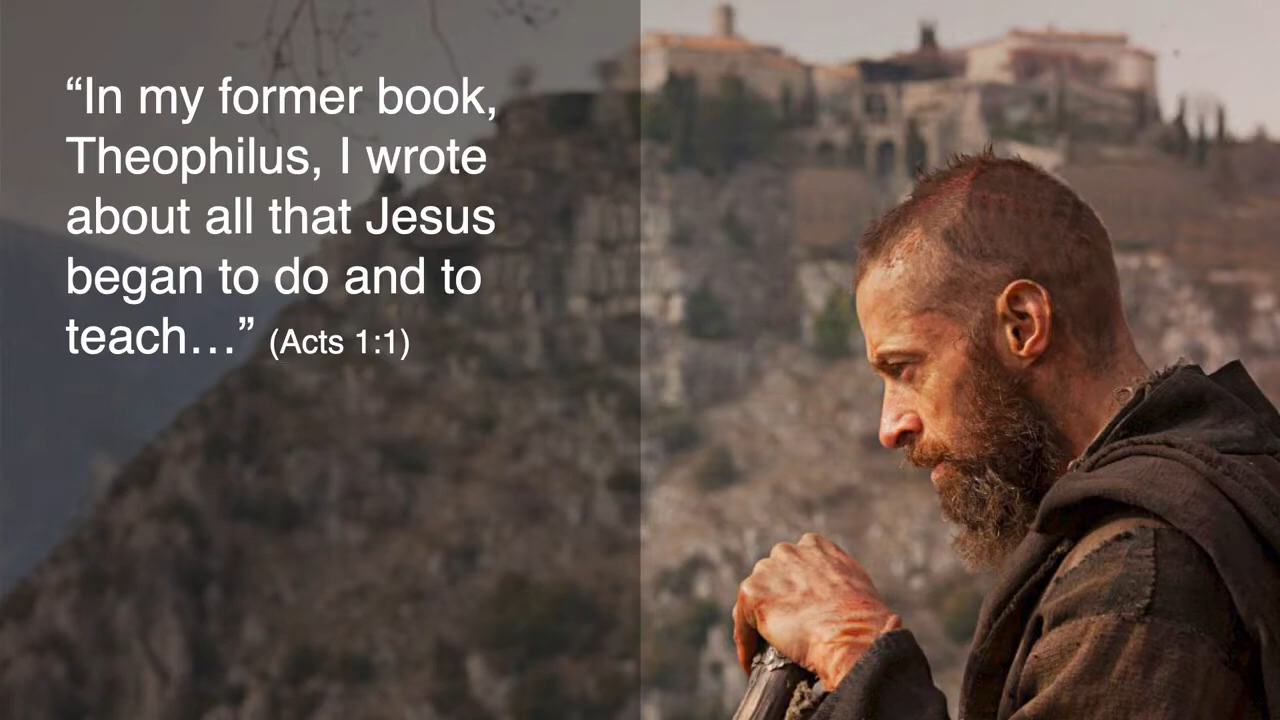 “In my former book,
Theophilus, I wrote
about all that Jesus
began to do and to
teach…” (Acts 1:1)